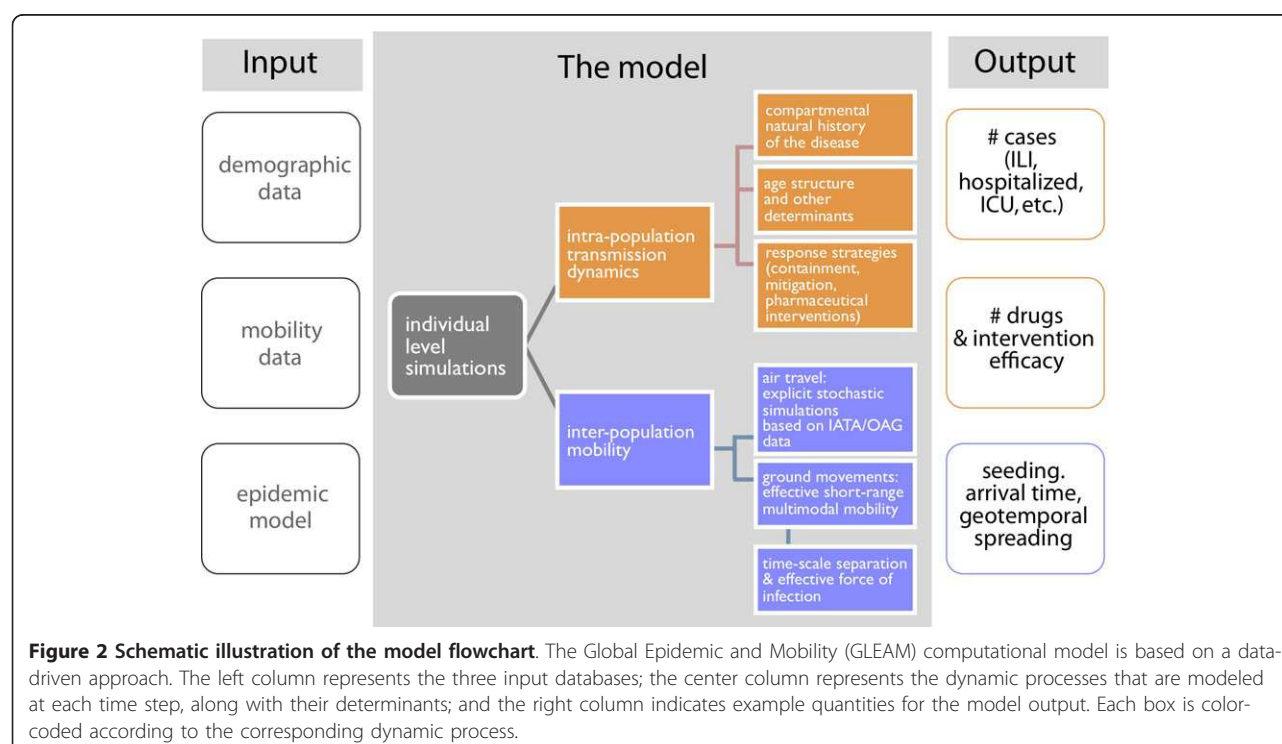 Input
demographic
data
mobility
data
epidemic
model
The model
individual
level
simulations
intra-population
transmission
dynamics
inter-population
mobility
compartmental
natural history
of the disease
age structure
and other
determinants
response strategies
(containment,
mitigation,
pharmaceutical
interventions)
air travel:
explicit stochastic
simulations
based on IATA/OAG
data
ground movements:
effective short-range
multimodal mobility
time-scale separation
& effective force of
infection
Output
# cases
(ILI,
hospitalized,
ICU, etc.)
# drugs
& intervention
efficacy
seeding.
arrival time,
geotemporal
spreading
Figure 2 Schematic illustration of the model flowchart. The Global Epidemic and Mobility (GLEAM) computational model is based on a data-
driven approach. The left column represents the three input databases; the center column represents the dynamic processes that are modeled
at each time step, along with their determinants; and the right column indicates example quantities for the model output. Each box is color-
coded according to the corresponding dynamic process.